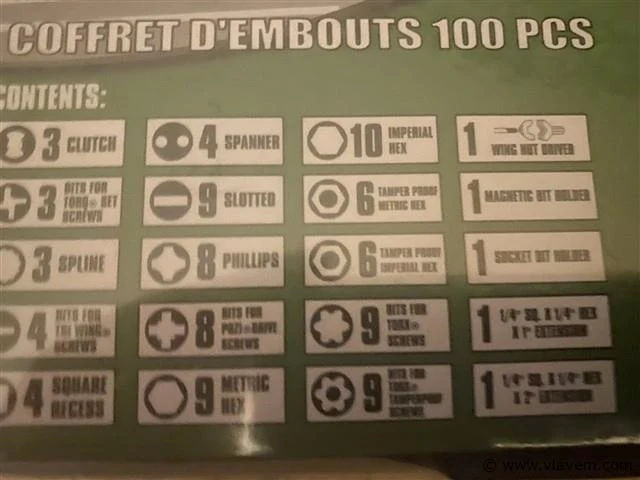 COFFRET D'EMBOUTS 100 PCS
CONTENTS:
3 CLUTCH
4 SPANNER
10 IMPERIAL HEX
1 WING NUT DRIVER
3 BITS FOR TORQ® SET SCREWS
9 SLOTTED
6 TAMPER PROOF METRIC HEX
1 MAGNETIC BIT HOLDER
3 SPLINE
8 PHILLIPS
6 TAMPER PROOF IMPERIAL HEX
1 SOCKET BIT HOLDER
4 BITS FOR TRI WING® SCREWS
8 BITS FOR POZI®DRIVE SCREWS
9 BITS FOR TORX® SCREWS
1 1/4" SQ. X 1/4" HEX X 1" EXTENSION
4 SQUARE RECESS
9 METRIC HEX
9 BITS FOR TORX® TAMPERPROOF SCREWS
1 1/4" SQ. X 1/4" HEX X 2" EXTENSION
© www.vlavem.com